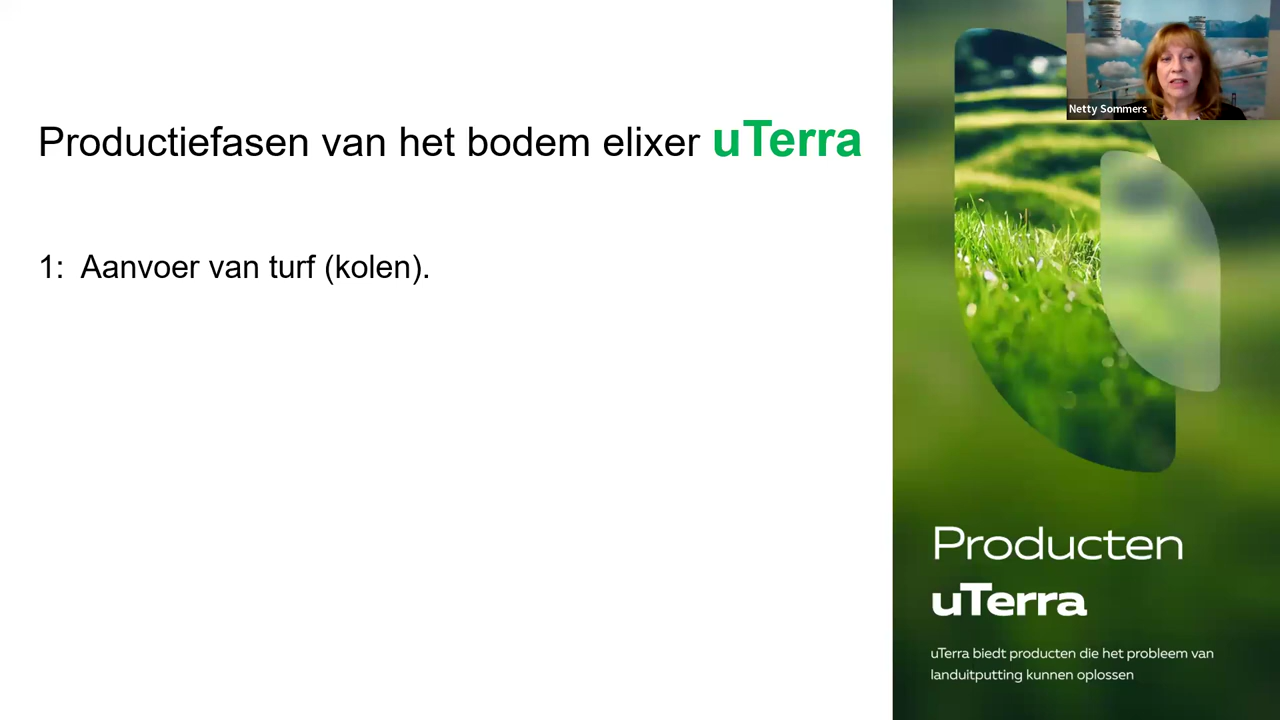 Productiefasen van het bodem elixer uTerra
1: Aanvoer van turf (kolen).
Netty Sommers
Producten
uTerra
uTerra biedt producten die het probleem van
landuitputting kunnen oplossen